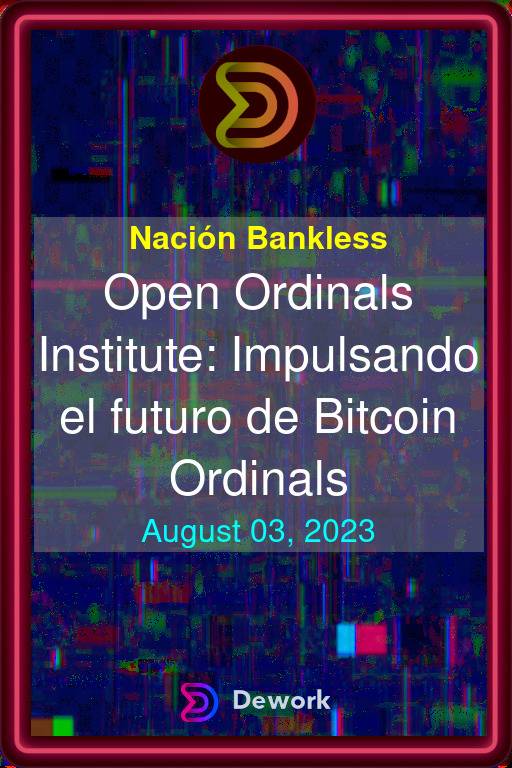 Nación Bankless
Open Ordinals
Institute: Impulsando
el futuro de Bitcoin
Ordinals
August 03, 2023
Dework